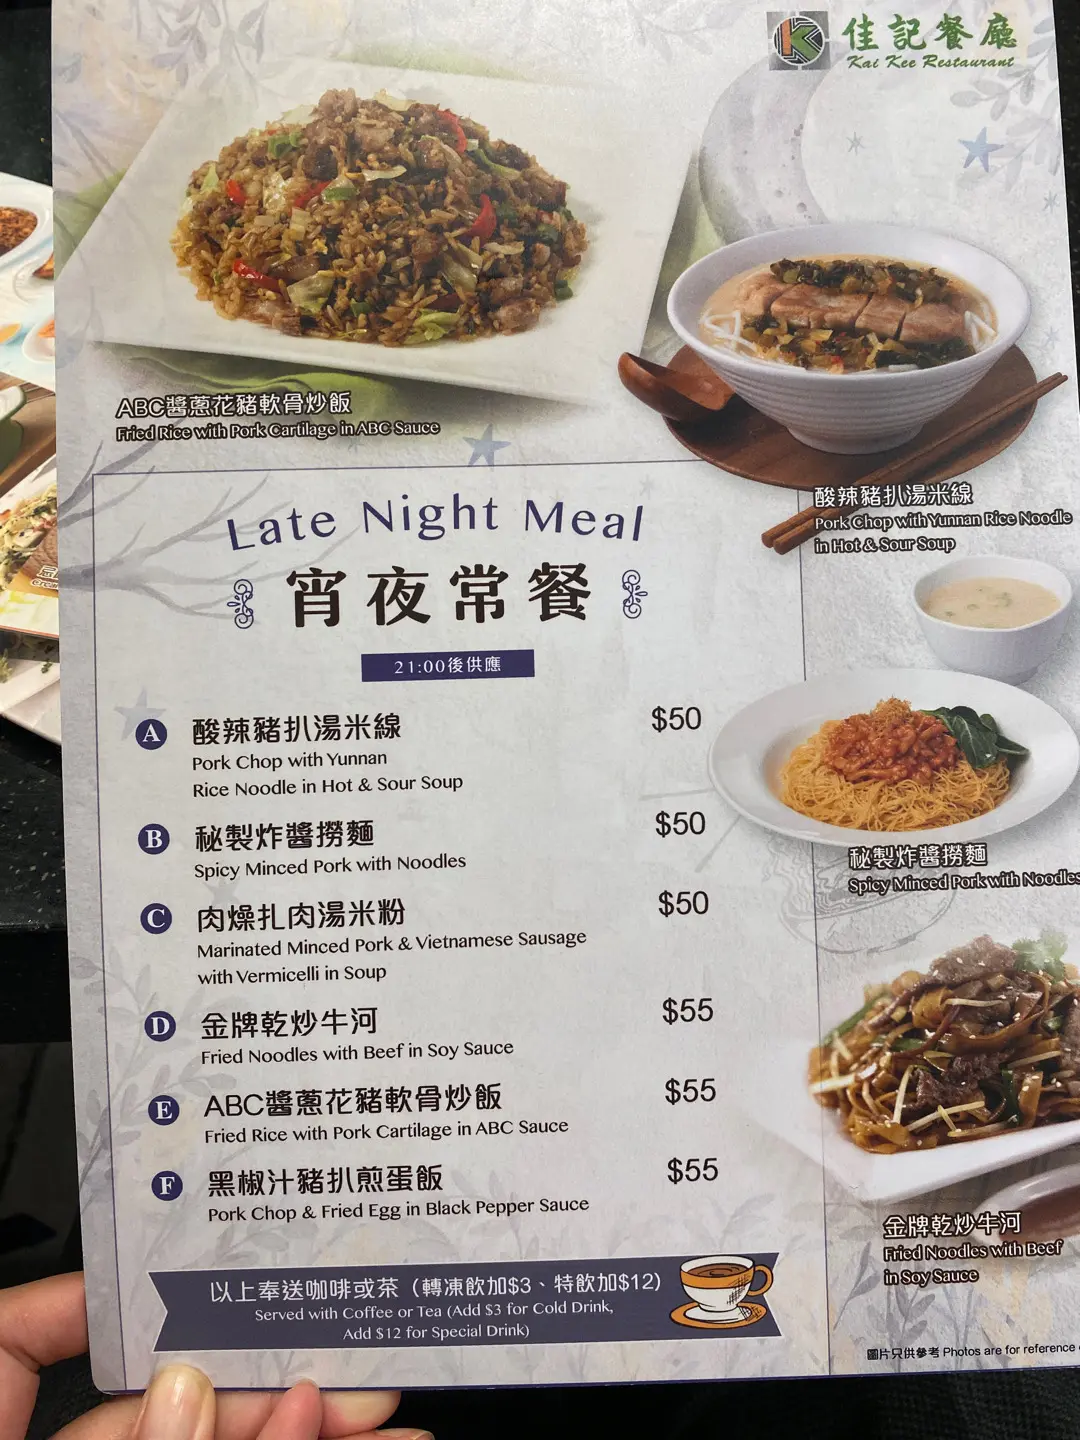 佳記餐廳
Kai Kee Restaurant
ABC醬蔥花豬軟骨炒飯
Fried Rice with Pork Cartilage in ABC Sauce
酸辣豬扒湯米線
Pork Chop with Yunnan Rice Noodle
in Hot & Sour Soup
Late Night Meal
宵夜常餐
21:00後供應
A 酸辣豬扒湯米線 $50
Pork Chop with Yunnan
Rice Noodle in Hot & Sour Soup
B 秘製炸醬撈麵 $50
Spicy Minced Pork with Noodles
C 肉燥扎肉湯米粉 $50
Marinated Minced Pork & Vietnamese Sausage
with Vermicelli in Soup
D 金牌乾炒牛河 $55
Fried Noodles with Beef in Soy Sauce
E ABC醬蔥花豬軟骨炒飯 $55
Fried Rice with Pork Cartilage in ABC Sauce
F 黑椒汁豬扒煎蛋飯 $55
Pork Chop & Fried Egg in Black Pepper Sauce
以上奉送咖啡或茶（轉凍飲加$3、特飲加$12)
Served with Coffee or Tea (Add $3 for Cold Drink,
Add $12 for Special Drink)
秘製炸醬撈麵
Spicy Minced Pork with Noodles
金牌乾炒牛河
Fried Noodles with Beef
in Soy Sauce
圖片只供參考 Photos are for reference